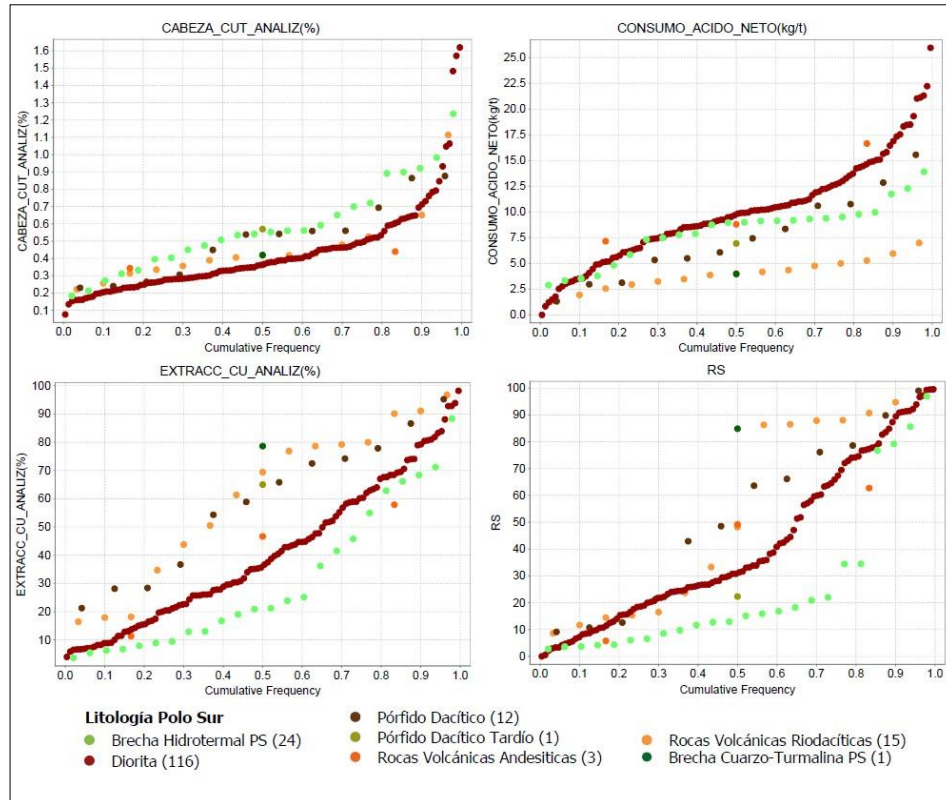 CABEZA_CUT_ANALIZ(%)
CABEZA_CUT_ANALIZ(%)
1.6
1.6
1.4
1.3
1.2
1.1
1.0
0.9
0.8
0.6
0.5
0.4
0.3
0.2
0.1
0.0 0.1 0.2 0.3 0.4 0.5 0.6 0.7 0.8 0.9 1.0
Cumulative Frequency
CONSUMO_ACIDO_NETO(kg/t)
CONSUMO_ACIDO_NETO(kg/t)
25.0
22.5
20.0
17.5
15.0
12.5
10.0
7.5
5.0
2.5
0.0
0.0 0.1 0.2 0.3 0.4 0.5 0.6 0.7 0.8 0.9 1.0
Cumulative Frequency
EXTRACC_CU_ANALIZ(%)
EXTRACC_CU_ANALIZ(%)
100
90
80
70
60
50
40
30
20
10
0.0 0.1 0.2 0.3 0.4 0.5 0.6 0.7 0.8 0.9 1.0
Cumulative Frequency
RS
RS
100
90
80
70
60
50
40
30
20
10
0
0.0 0.1 0.2 0.3 0.4 0.5 0.6 0.7 0.8 0.9 1.0
Cumulative Frequency
Litología Polo Sur
Brecha Hidrotermal PS (24)
Diorita (116)
Pórfido Dacítico (12)
Pórfido Dacítico Tardío (1)
Rocas Volcánicas Andesiticas (3)
Rocas Volcánicas Riodacíticas (15)
Brecha Cuarzo-Turmalina PS (1)